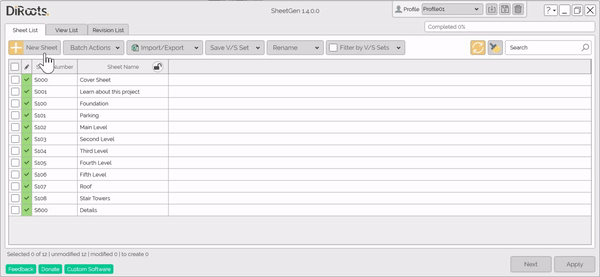 DiRoots.
SheetGen 1.4.0.0
Profile Profile01
? -
Sheet List View List Revision List
Completed 0%
New Sheet Batch Actions Import/Export Save V/S Set Rename Filter by V/S Sets Search
Number Sheet Name
S000 Cover Sheet
S001 Learn about this project
S100 Foundation
S101 Parking
S102 Main Level
S103 Second Level
S104 Third Level
S105 Fourth Level
S106 Fifth Level
S107 Roof
S108 Stair Towers
S600 Details
Selected 0 of 12 | unmodified 12 | modified 0 | to create 0
Feedback Donate Custom Software
Next Apply